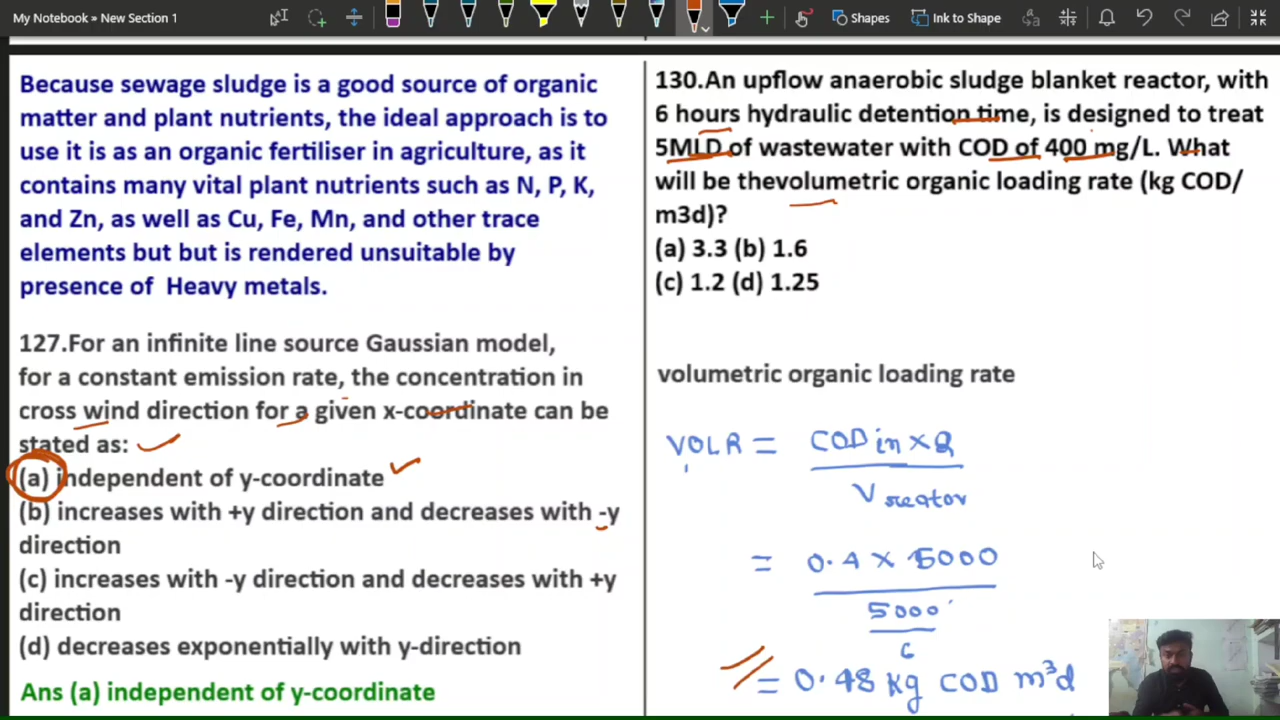 My Notebook » New Section 1
Shapes
Ink to Shape
Because sewage sludge is a good source of organic
matter and plant nutrients, the ideal approach is to
use it is as an organic fertiliser in agriculture, as it
contains many vital plant nutrients such as N, P, K,
and Zn, as well as Cu, Fe, Mn, and other trace
elements but but is rendered unsuitable by
presence of Heavy metals.
127.For an infinite line source Gaussian model,
for a constant emission rate, the concentration in
cross wind direction for a given x-coordinate can be
stated as:
(a) independent of y-coordinate
(b) increases with +y direction and decreases with -y
direction
(c) increases with -y direction and decreases with +y
direction
(d) decreases exponentially with y-direction
Ans (a) independent of y-coordinate
130.An upflow anaerobic sludge blanket reactor, with
6 hours hydraulic detention time, is designed to treat
5MLD of wastewater with COD of 400 mg/L. What
will be thevolumetric organic loading rate (kg COD/
m3d)?
(a) 3.3 (b) 1.6
(c) 1.2 (d) 1.25
volumetric organic loading rate
VOLR = COD in × Q
V reactor
= 0.4 × 5000
5000
6
= 0.48 kg COD m³d